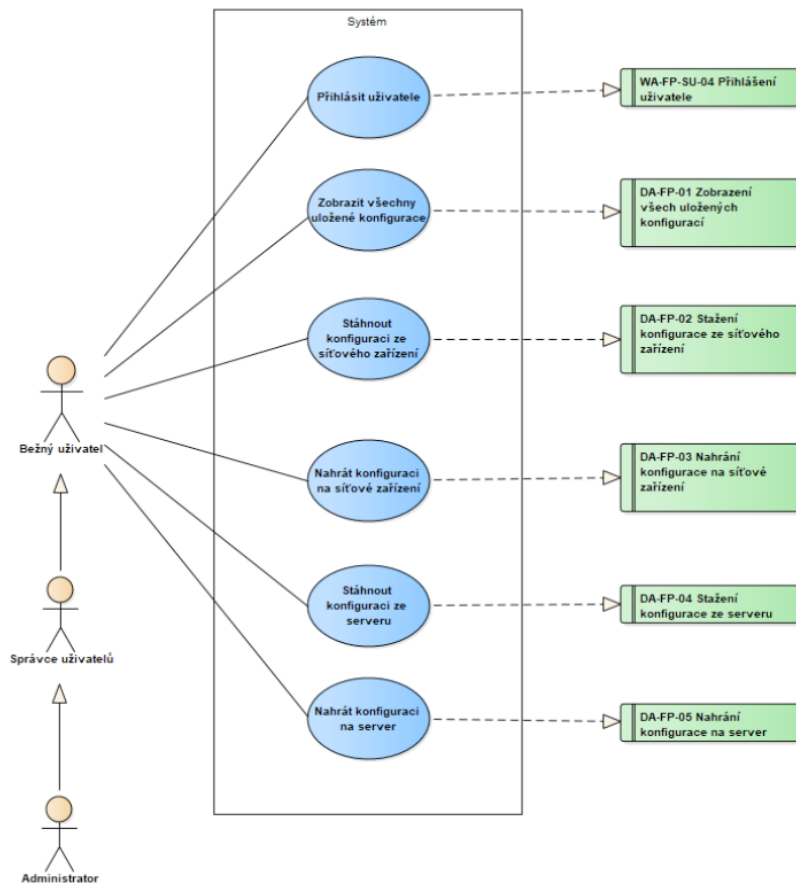 Systém
Přihlásit uživatele
WA-FP-SU-04 Přihlášení
uživatele
Zobrazit všechny
uložené konfigurace
DA-FP-01 Zobrazení
všech uložených
konfigurací
Stáhnout
konfiguraci ze
síťového zařízení
DA-FP-02 Stažení
konfigurace ze síťového
zařízení
Bežný uživatel
Nahrát konfiguraci
na síťové zařízení
DA-FP-03 Nahrání
konfigurace na síťové
zařízení
Stáhnout
konfiguraci ze
serveru
DA-FP-04 Stažení
konfigurace ze serveru
Správce uživatelů
Nahrát konfiguraci
na server
DA-FP-05 Nahrání
konfigurace na server
Administrator